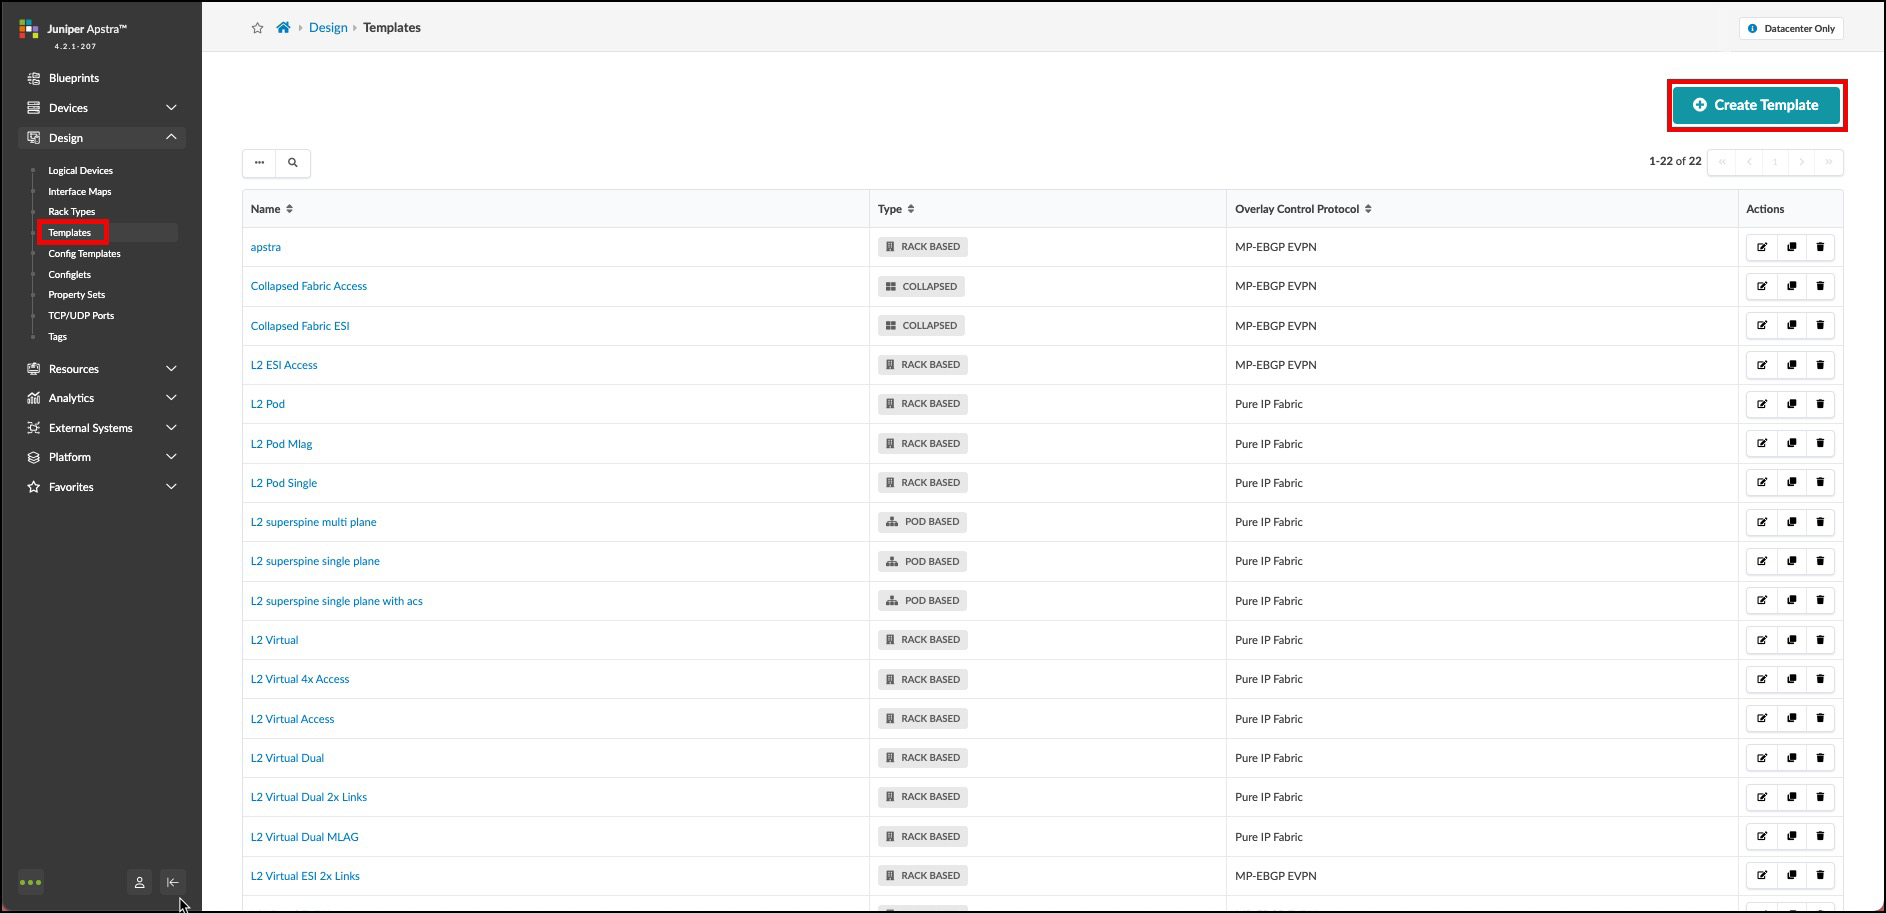 Juniper Apstra™
4.2.1-207
Blueprints
Devices
Design
Logical Devices
Interface Maps
Rack Types
Templates
Config Templates
Configlets
Property Sets
TCP/UDP Ports
Tags
Resources
Analytics
External Systems
Platform
Favorites
Design Templates
Datacenter Only
Create Template
1-22 of 22
1
Name Type Overlay Control Protocol Actions
apstra RACK BASED MP-EBGP EVPN
Collapsed Fabric Access COLLAPSED MP-EBGP EVPN
Collapsed Fabric ESI COLLAPSED MP-EBGP EVPN
L2 ESI Access RACK BASED MP-EBGP EVPN
L2 Pod RACK BASED Pure IP Fabric
L2 Pod Mlag RACK BASED Pure IP Fabric
L2 Pod Single RACK BASED Pure IP Fabric
L2 superspine multi plane POD BASED Pure IP Fabric
L2 superspine single plane POD BASED Pure IP Fabric
L2 superspine single plane with acs POD BASED Pure IP Fabric
L2 Virtual RACK BASED Pure IP Fabric
L2 Virtual 4x Access RACK BASED Pure IP Fabric
L2 Virtual Access RACK BASED Pure IP Fabric
L2 Virtual Dual RACK BASED Pure IP Fabric
L2 Virtual Dual 2x Links RACK BASED Pure IP Fabric
L2 Virtual Dual MLAG RACK BASED Pure IP Fabric
L2 Virtual ESI 2x Links RACK BASED MP-EBGP EVPN